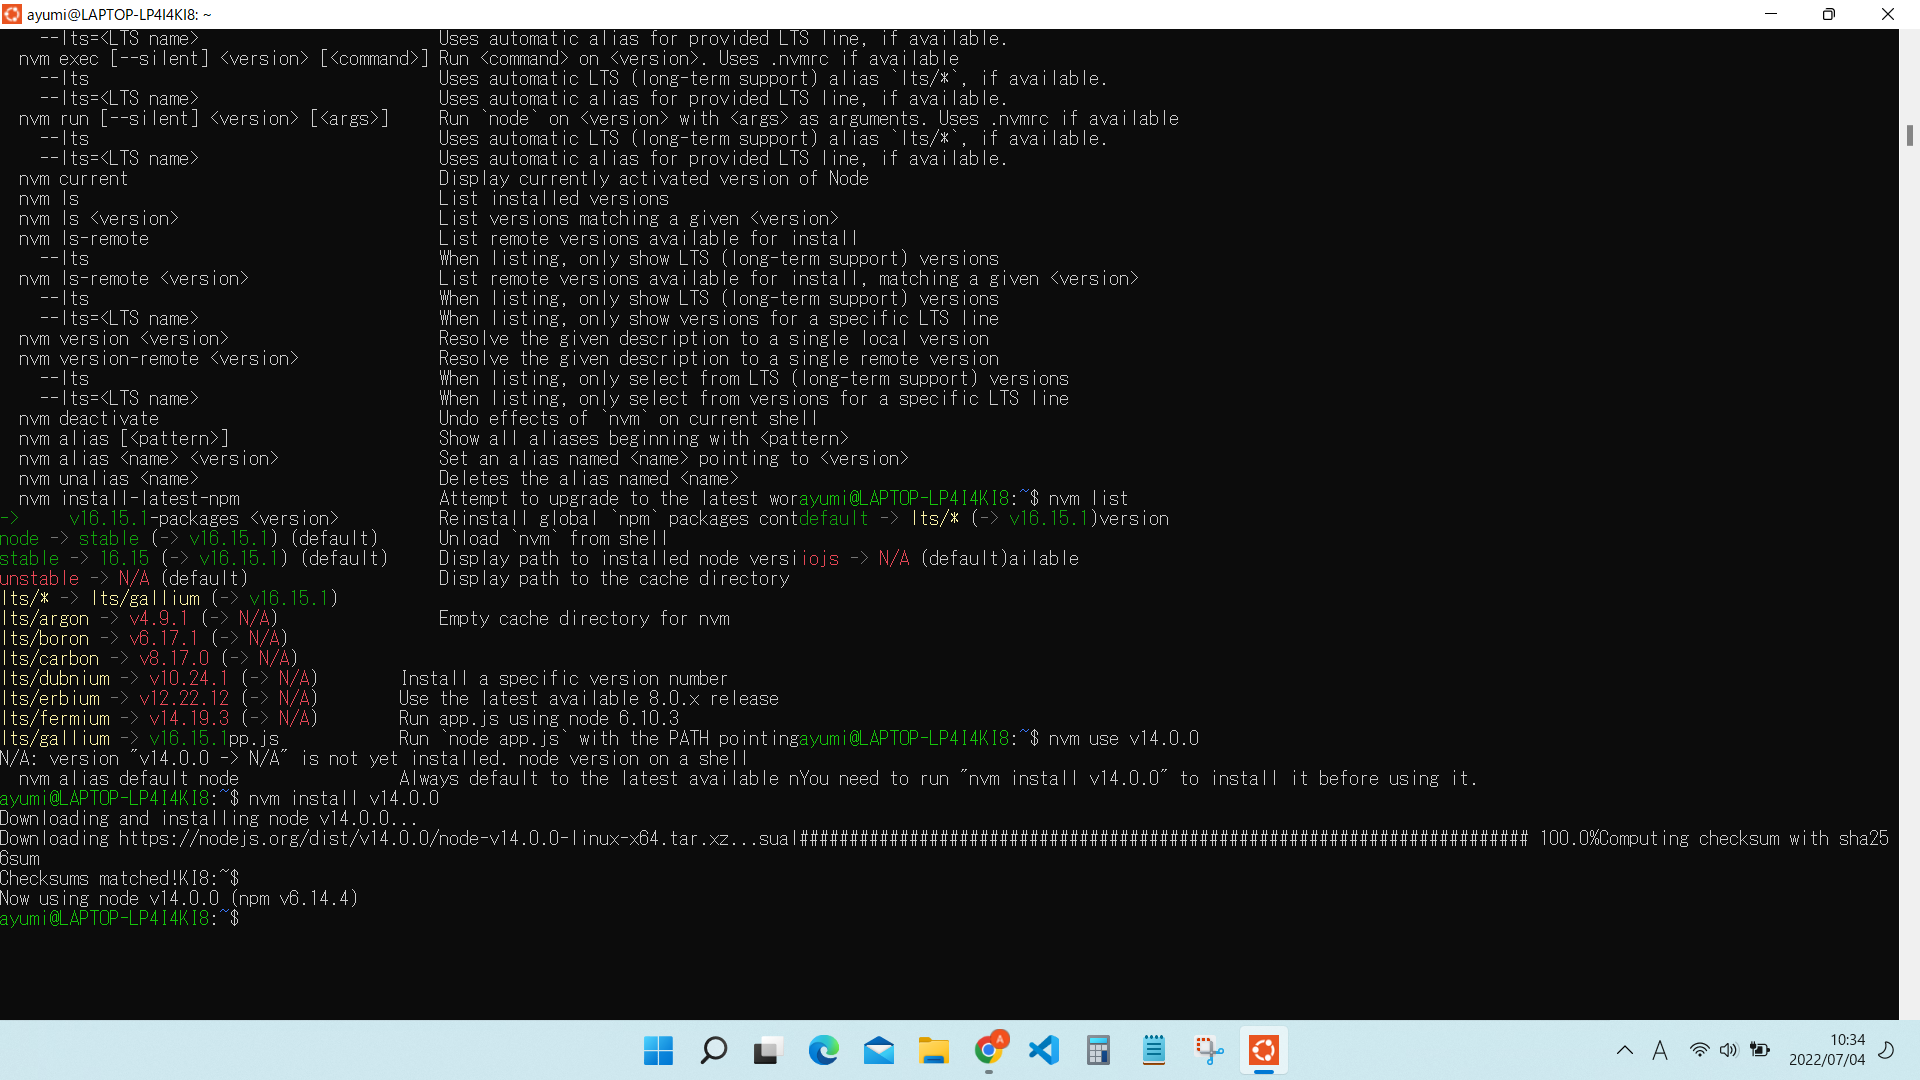 ayumi@LAPTOP-LP4I4KI8: ~
--lts=<LTS name> Uses automatic alias for provided LTS line, if available.
nvm exec [--silent] <version> [<command>] Run <command> on <version>. Uses .nvmrc if available
--lts Uses automatic LTS (long-term support) alias `lts/*`, if available.
--lts=<LTS name> Uses automatic alias for provided LTS line, if available.
nvm run [--silent] <version> [<args>] Run `node` on <version> with <args> as arguments. Uses .nvmrc if available
--lts Uses automatic LTS (long-term support) alias `lts/*`, if available.
--lts=<LTS name> Uses automatic alias for provided LTS line, if available.
nvm current Display currently activated version of Node
nvm ls List installed versions
nvm ls <version> List versions matching a given <version>
nvm ls-remote List remote versions available for install
--lts When listing, only show LTS (long-term support) versions
nvm ls-remote <version> List remote versions available for install, matching a given <version>
--lts When listing, only show LTS (long-term support) versions
--lts=<LTS name> When listing, only show versions for a specific LTS line
nvm version <version> Resolve the given description to a single local version
nvm version-remote <version> Resolve the given description to a single remote version
--lts When listing, only select from LTS (long-term support) versions
--lts=<LTS name> When listing, only select from versions for a specific LTS line
nvm deactivate Undo effects of `nvm` on current shell
nvm alias [<pattern>] Show all aliases beginning with <pattern>
nvm alias <name> <version> Set an alias named <name> pointing to <version>
nvm unalias <name> Deletes the alias named <name>
nvm install-latest-npm Attempt to upgrade to the latest worayumi@LAPTOP-LP4I4KI8:~$ nvm list
-> v16.15.1-packages <version> Reinstall global `npm` packages contdefault -> lts/* (-> v16.15.1)version
node -> stable (-> v16.15.1) (default) Unload `nvm` from shell
stable -> 16.15 (-> v16.15.1) (default) Display path to installed node versiiojs -> N/A (default)ailable
unstable -> N/A (default) Display path to the cache directory
lts/* -> lts/gallium (-> v16.15.1)
lts/argon -> v4.9.1 (-> N/A) Empty cache directory for nvm
lts/boron -> v6.17.1 (-> N/A)
lts/carbon -> v8.17.0 (-> N/A)
lts/dubnium -> v10.24.1 (-> N/A) Install a specific version number
lts/erbium -> v12.22.12 (-> N/A) Use the latest available 8.0.x release
lts/fermium -> v14.19.3 (-> N/A) Run app.js using node 6.10.3
lts/gallium -> v16.15.1pp.js Run `node app.js` with the PATH pointingayumi@LAPTOP-LP4I4KI8:~$ nvm use v14.0.0
N/A: version "v14.0.0 -> N/A" is not yet installed. node version on a shell
nvm alias default node Always default to the latest available nYou need to run "nvm install v14.0.0" to install it before using it.
ayumi@LAPTOP-LP4I4KI8:~$ nvm install v14.0.0
Downloading and installing node v14.0.0...
Downloading https://nodejs.org/dist/v14.0.0/node-v14.0.0-linux-x64.tar.xz...sual######################################################################### 100.0%Computing checksum with sha25
6sum
Checksums matched!KI8:~$
Now using node v14.0.0 (npm v6.14.4)
ayumi@LAPTOP-LP4I4KI8:~$
A
A
10:34
2022/07/04